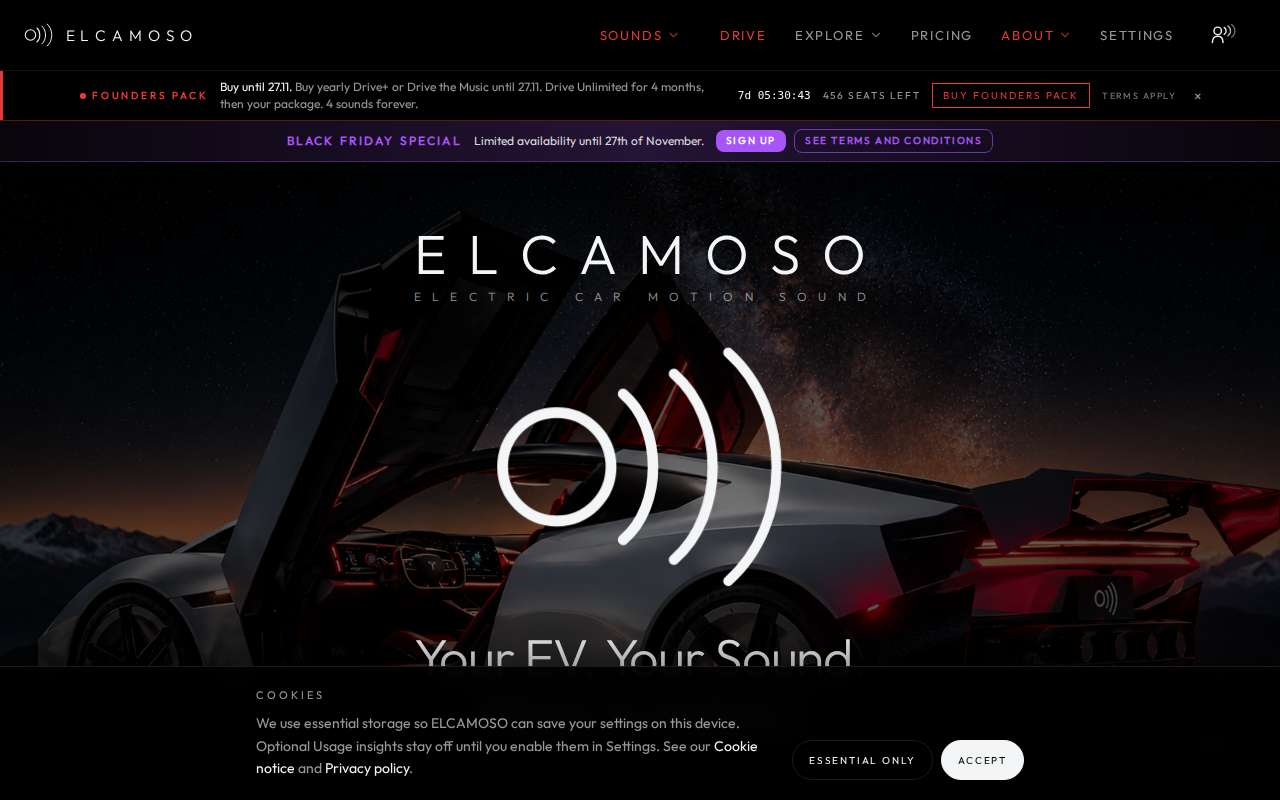 ELCAMOSO
SOUNDS
DRIVE
EXPLORE
PRICING
ABOUT
SETTINGS
FOUNDERS PACK
Buy until 27.11. Buy yearly Drive+ or Drive the Music until 27.11. Drive Unlimited for 4 months,
then your package. 4 sounds forever.
7d 05:30:43
456 SEATS LEFT
BUY FOUNDERS PACK
TERMS APPLY
×
BLACK FRIDAY SPECIAL
Limited availability until 27th of November.
SIGN UP
SEE TERMS AND CONDITIONS
ELCAMOSO
ELECTRIC CAR MOTION SOUND
Your EV. Your Sound
COOKIES
We use essential storage so ELCAMOSO can save your settings on this device.
Optional Usage insights stay off until you enable them in Settings. See our Cookie
notice and Privacy policy.
ESSENTIAL ONLY
ACCEPT